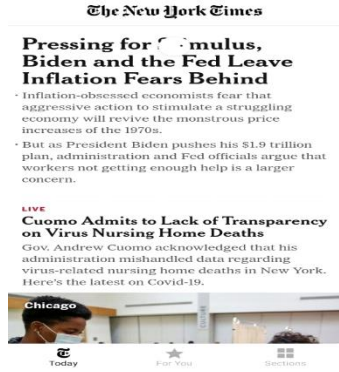 The New York Times
Pressing for mulus,
Biden and the Fed Leave
Inflation Fears Behind
· Inflation-obsessed economists fear that
aggressive action to stimulate a struggling
economy will revive the monstrous price
increases of the 1970s.
· But as President Biden pushes his $1.9 trillion
plan, administration and Fed officials argue that
workers not getting enough help is a larger
concern.
LIVE
Cuomo Admits to Lack of Transparency
on Virus Nursing Home Deaths
Gov. Andrew Cuomo acknowledged that his
administration mishandled data regarding
virus-related nursing home deaths in New York.
Here's the latest on Covid-19.
Chicago
Today
For You
Sections